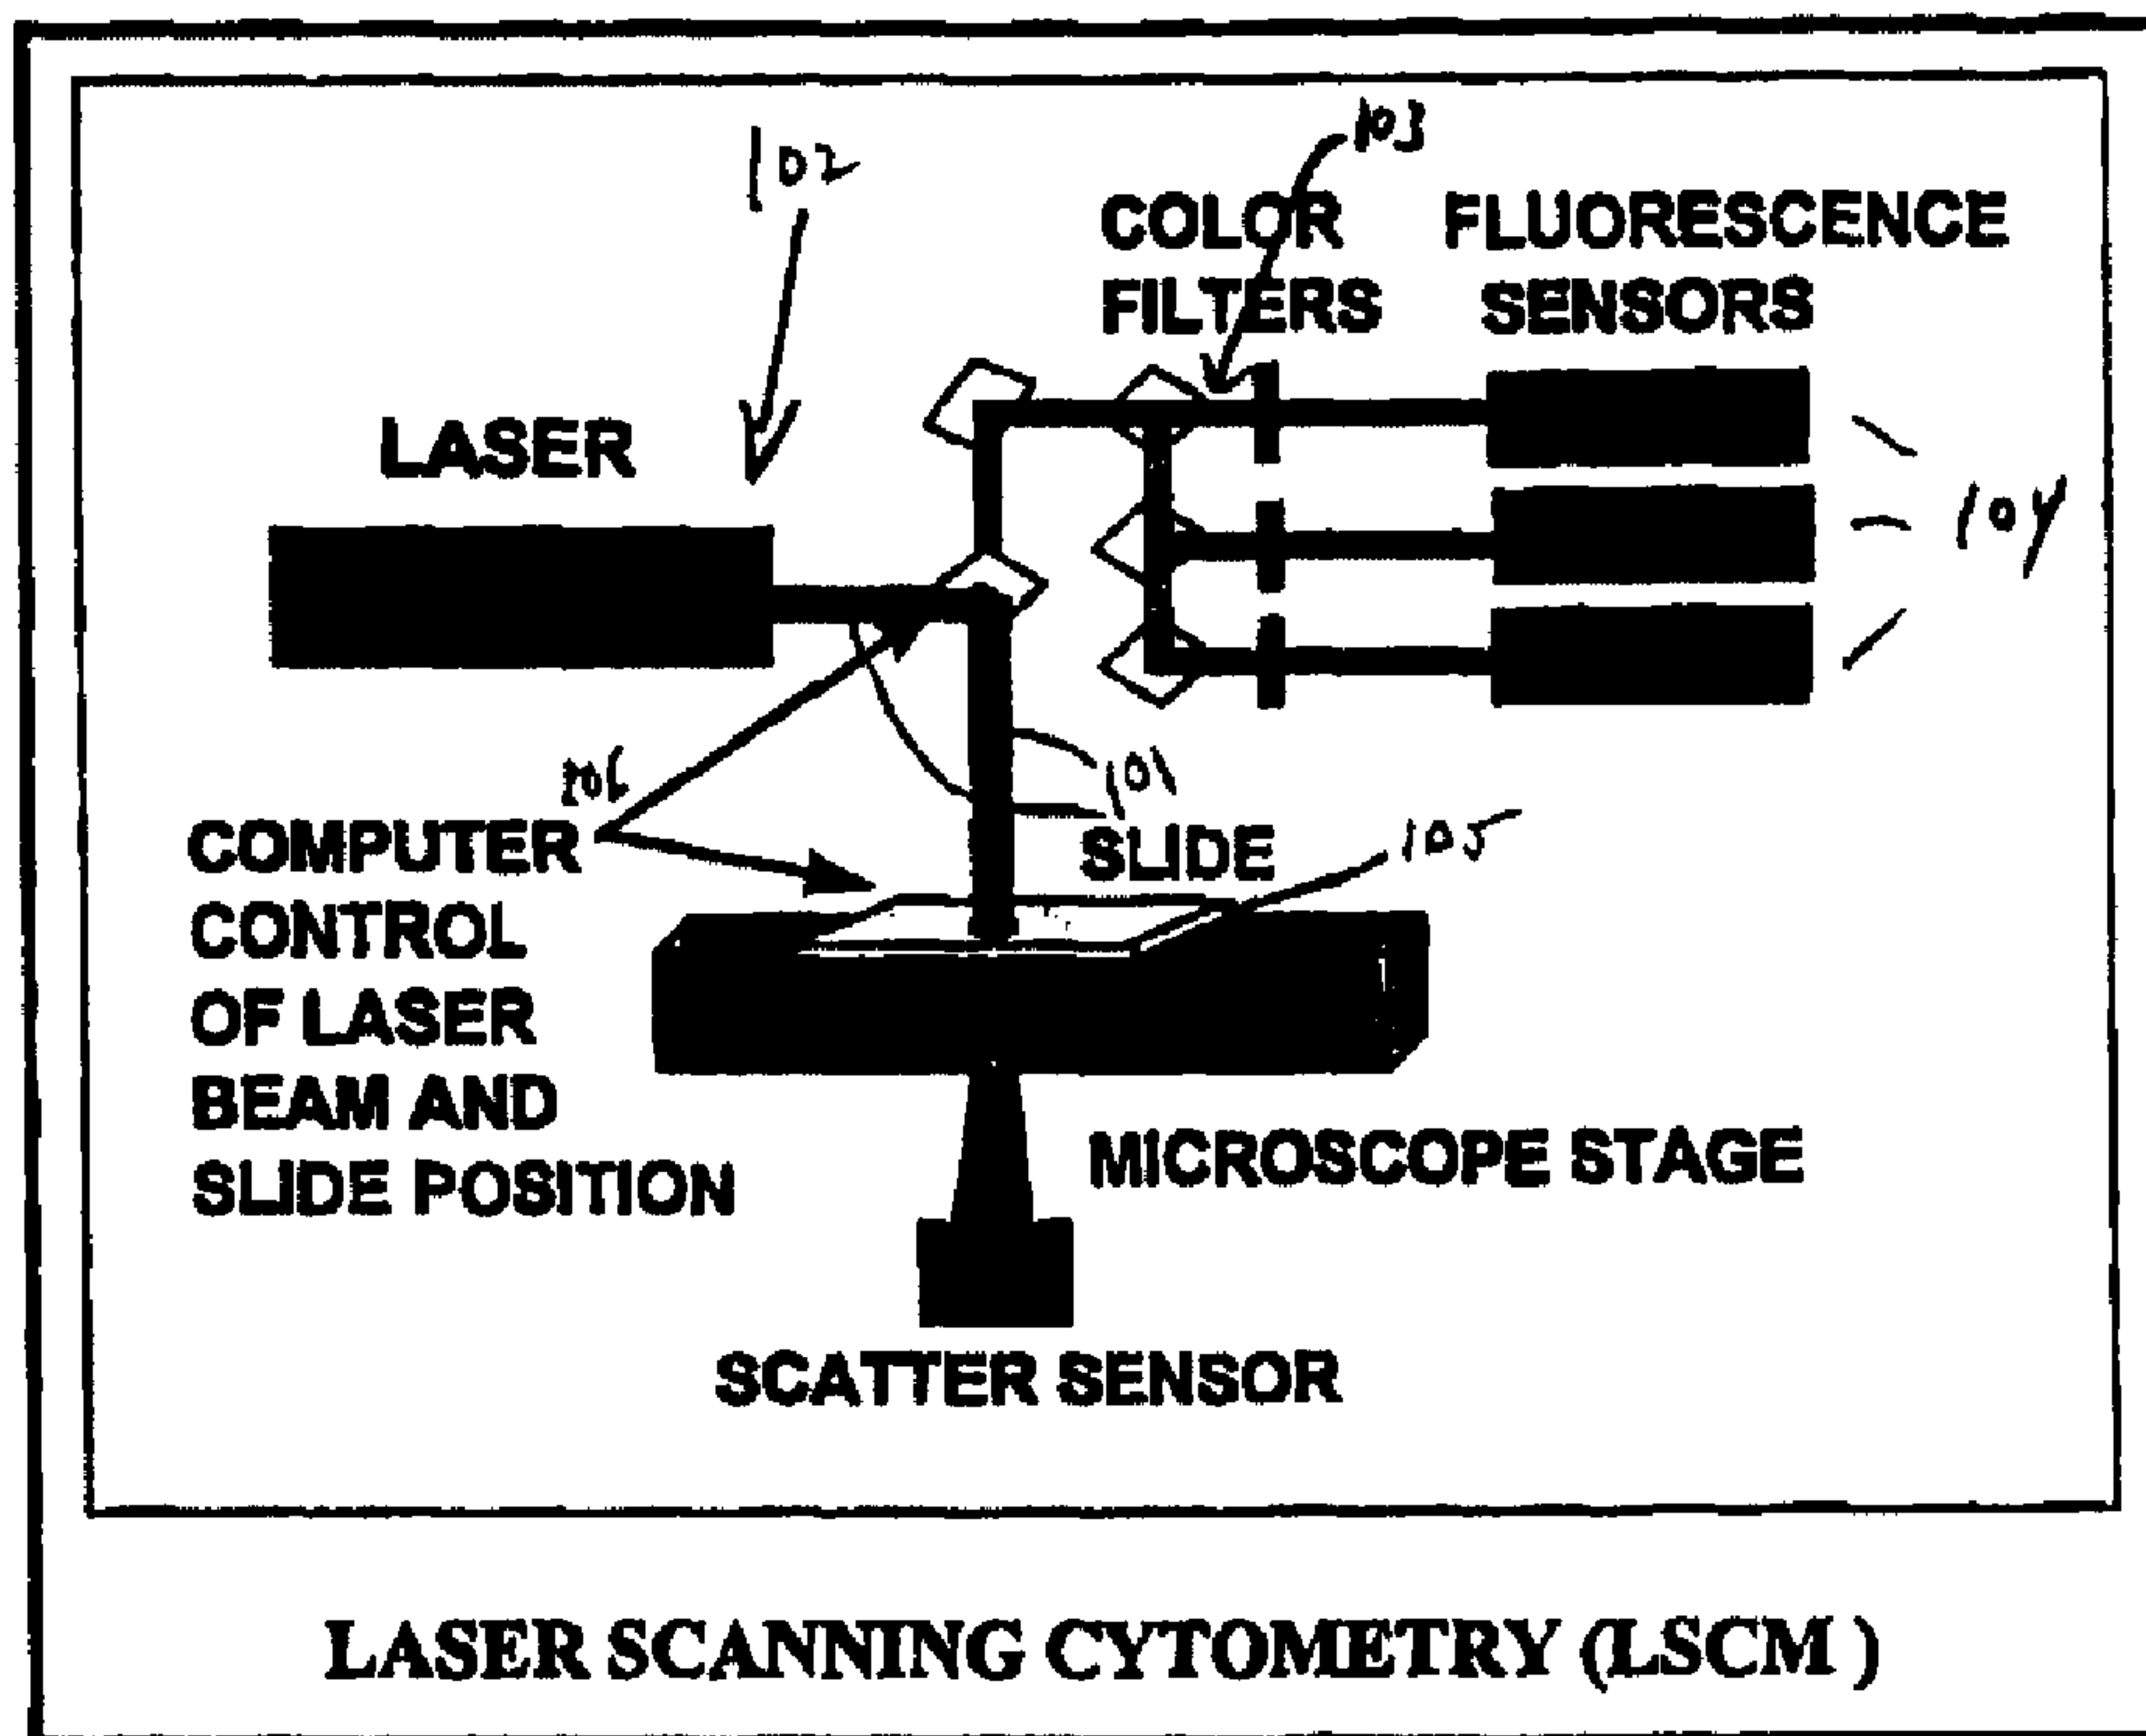 102
103
COLOR FLUORESCENCE
FILTERS SENSORS
LASER
104
106
101
COMPUTER
SLIDE
105
CONTROL
OF LASER
BEAM AND
MICROSCOPE STAGE
SLIDE POSITION
SCATTER SENSOR
LASER SCANNING CYTOMETRY (LSCM )